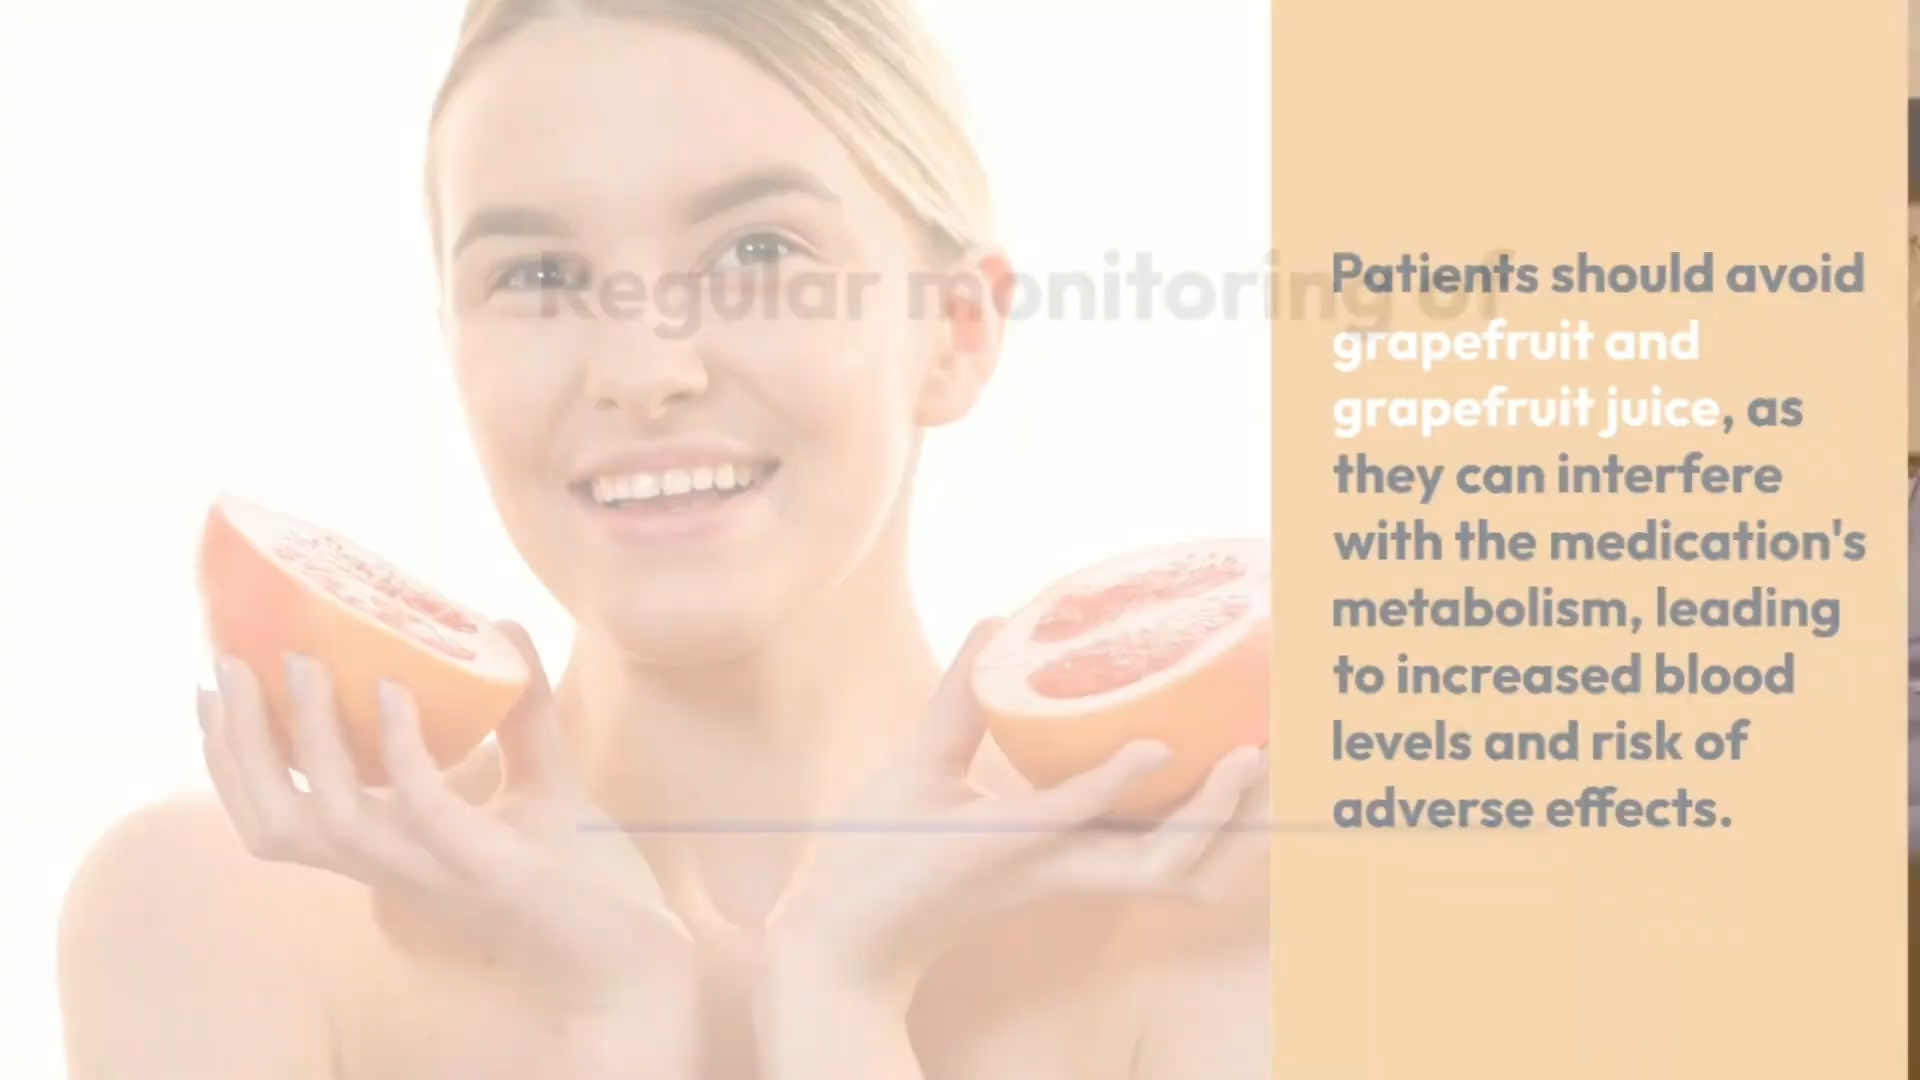 Regular monitoring of
Patients should avoid
grapefruit and
grapefruit juice, as
they can interfere
with the medication's
metabolism, leading
to increased blood
levels and risk of
adverse effects.